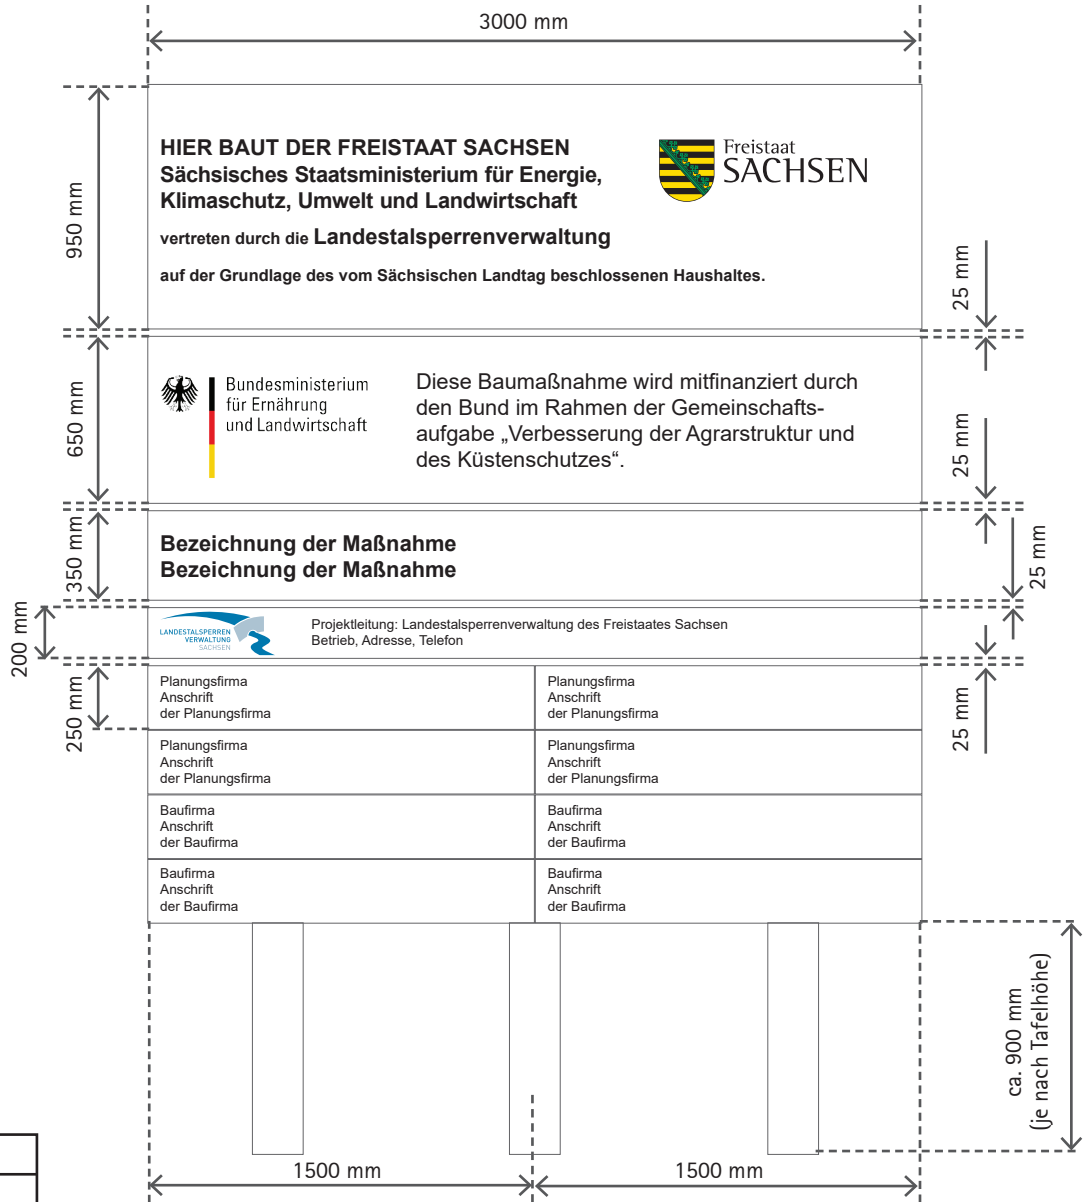 3000 mm
950 mm
HIER BAUT DER FREISTAAT SACHSEN
Sächsisches Staatsministerium für Energie,
Klimaschutz, Umwelt und Landwirtschaft
vertreten durch die Landestalsperrenverwaltung
auf der Grundlage des vom Sächsischen Landtag beschlossenen Haushaltes.
Freistaat
SACHSEN
25 mm
650 mm
Bundesministerium
für Ernährung
und Landwirtschaft
Diese Baumaßnahme wird mitfinanziert durch
den Bund im Rahmen der Gemeinschafts-
aufgabe „Verbesserung der Agrarstruktur und
des Küstenschutzes“.
25 mm
350 mm
Bezeichnung der Maßnahme
Bezeichnung der Maßnahme
25 mm
200 mm
LANDESTALSPERREN
VERWALTUNG
SACHSEN
Projektleitung: Landestalsperrenverwaltung des Freistaates Sachsen
Betrieb, Adresse, Telefon
25 mm
250 mm
Planungsfirma
Anschrift
der Planungsfirma
Planungsfirma
Anschrift
der Planungsfirma
Planungsfirma
Anschrift
der Planungsfirma
Planungsfirma
Anschrift
der Planungsfirma
Baufirma
Anschrift
der Baufirma
Baufirma
Anschrift
der Baufirma
Baufirma
Anschrift
der Baufirma
Baufirma
Anschrift
der Baufirma
ca. 900 mm
(je nach Tafelhöhe)
1500 mm
1500 mm